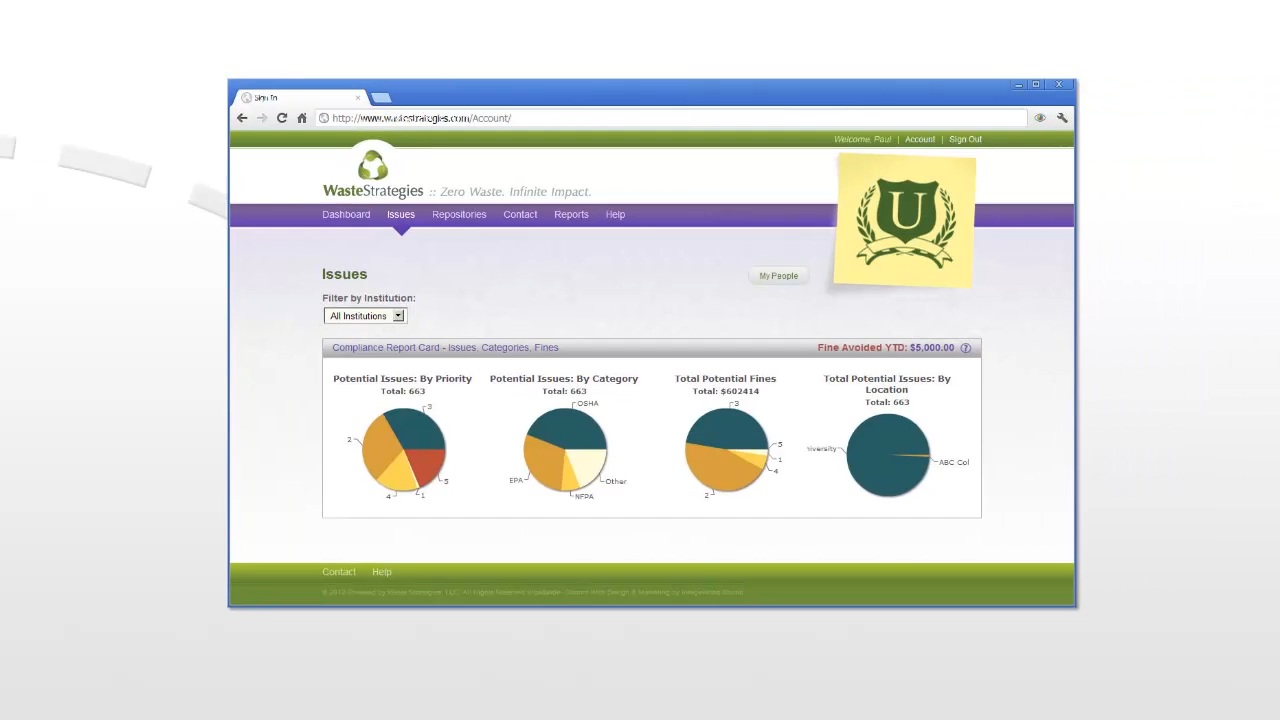 Sign In
http://www.wastestrategies.com/Account/
Welcome, Paul | Account | Sign Out
WasteStrategies :: Zero Waste. Infinite Impact.
Dashboard Issues Repositories Contact Reports Help
U
Issues
My People
Filter by Institution:
All Institutions
Compliance Report Card - Issues, Categories, Fines
Fine Avoided YTD: $5,000.00 ?
Potential Issues: By Priority
Total: 663
3
2
5
4
1
Potential Issues: By Category
Total: 663
OSHA
EPA
Other
NFPA
Total Potential Fines
Total: $602414
3
5
1
4
2
Total Potential Issues: By
Location
Total: 663
iversity
ABC Col
Contact Help